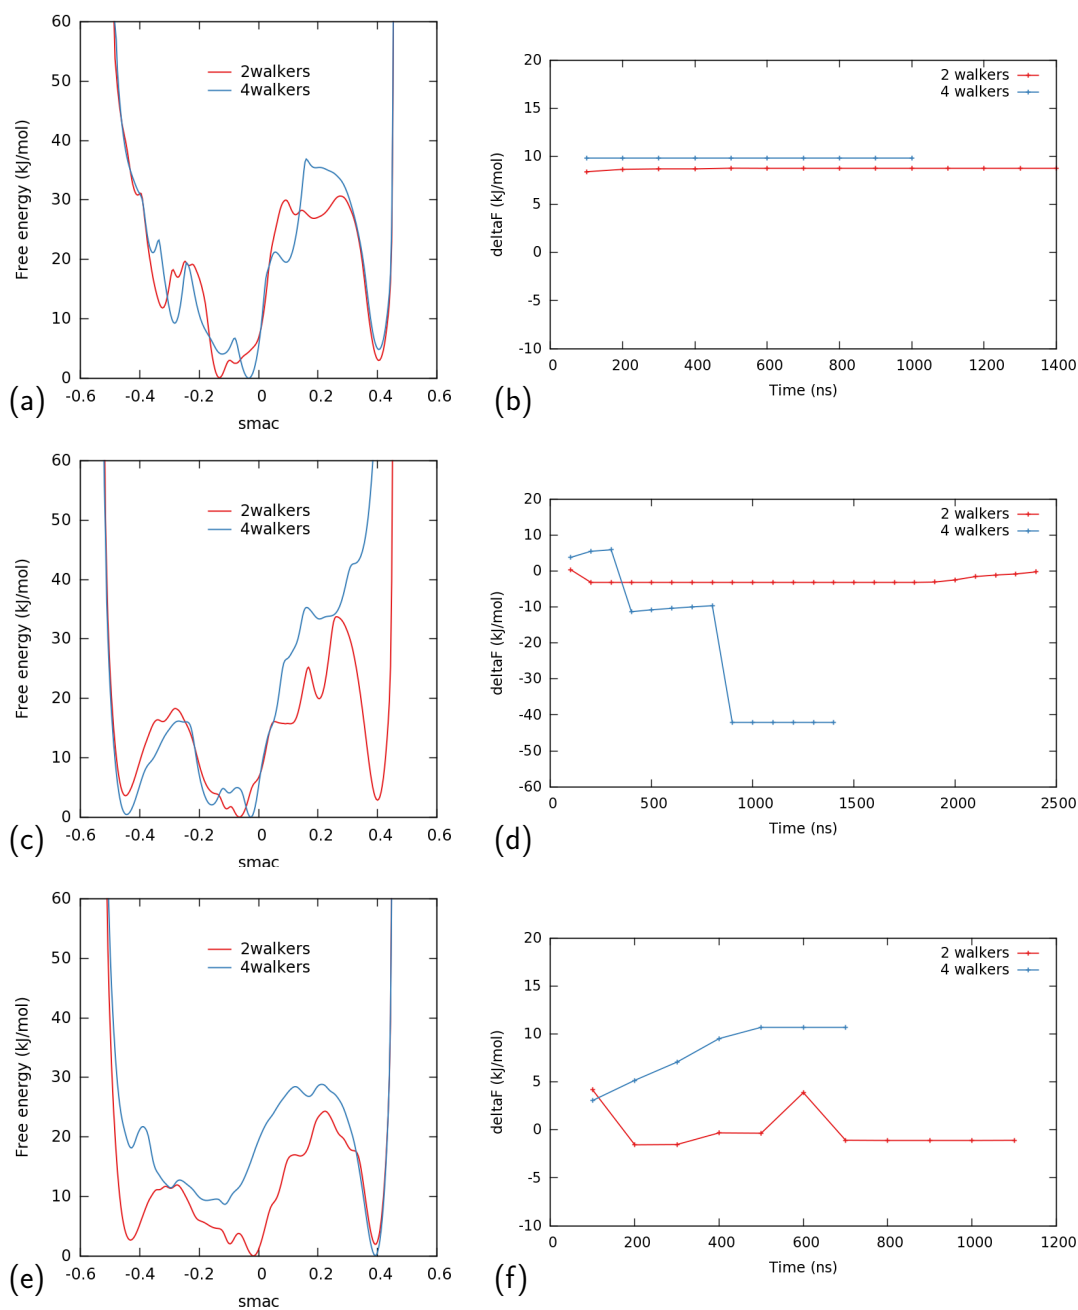 60
50
40
30
20
10
0
-0.6 -0.4 -0.2 0 0.2 0.4 0.6
Free energy (kJ/mol)
smac
2walkers
4walkers
(a)
20
15
10
5
0
-5
-10
0 200 400 600 800 1000 1200 1400
deltaF (kJ/mol)
Time (ns)
2 walkers
4 walkers
(b)
60
50
40
30
20
10
0
-0.6 -0.4 -0.2 0 0.2 0.4 0.6
Free energy (kJ/mol)
smac
2walkers
4walkers
(c)
20
10
0
-10
-20
-30
-40
-50
-60
0 500 1000 1500 2000 2500
deltaF (kJ/mol)
Time (ns)
2 walkers
4 walkers
(d)
60
50
40
30
20
10
0
-0.6 -0.4 -0.2 0 0.2 0.4 0.6
Free energy (kJ/mol)
smac
2walkers
4walkers
(e)
20
15
10
5
0
-5
-10
0 200 400 600 800 1000 1200
deltaF (kJ/mol)
Time (ns)
2 walkers
4 walkers
(f)